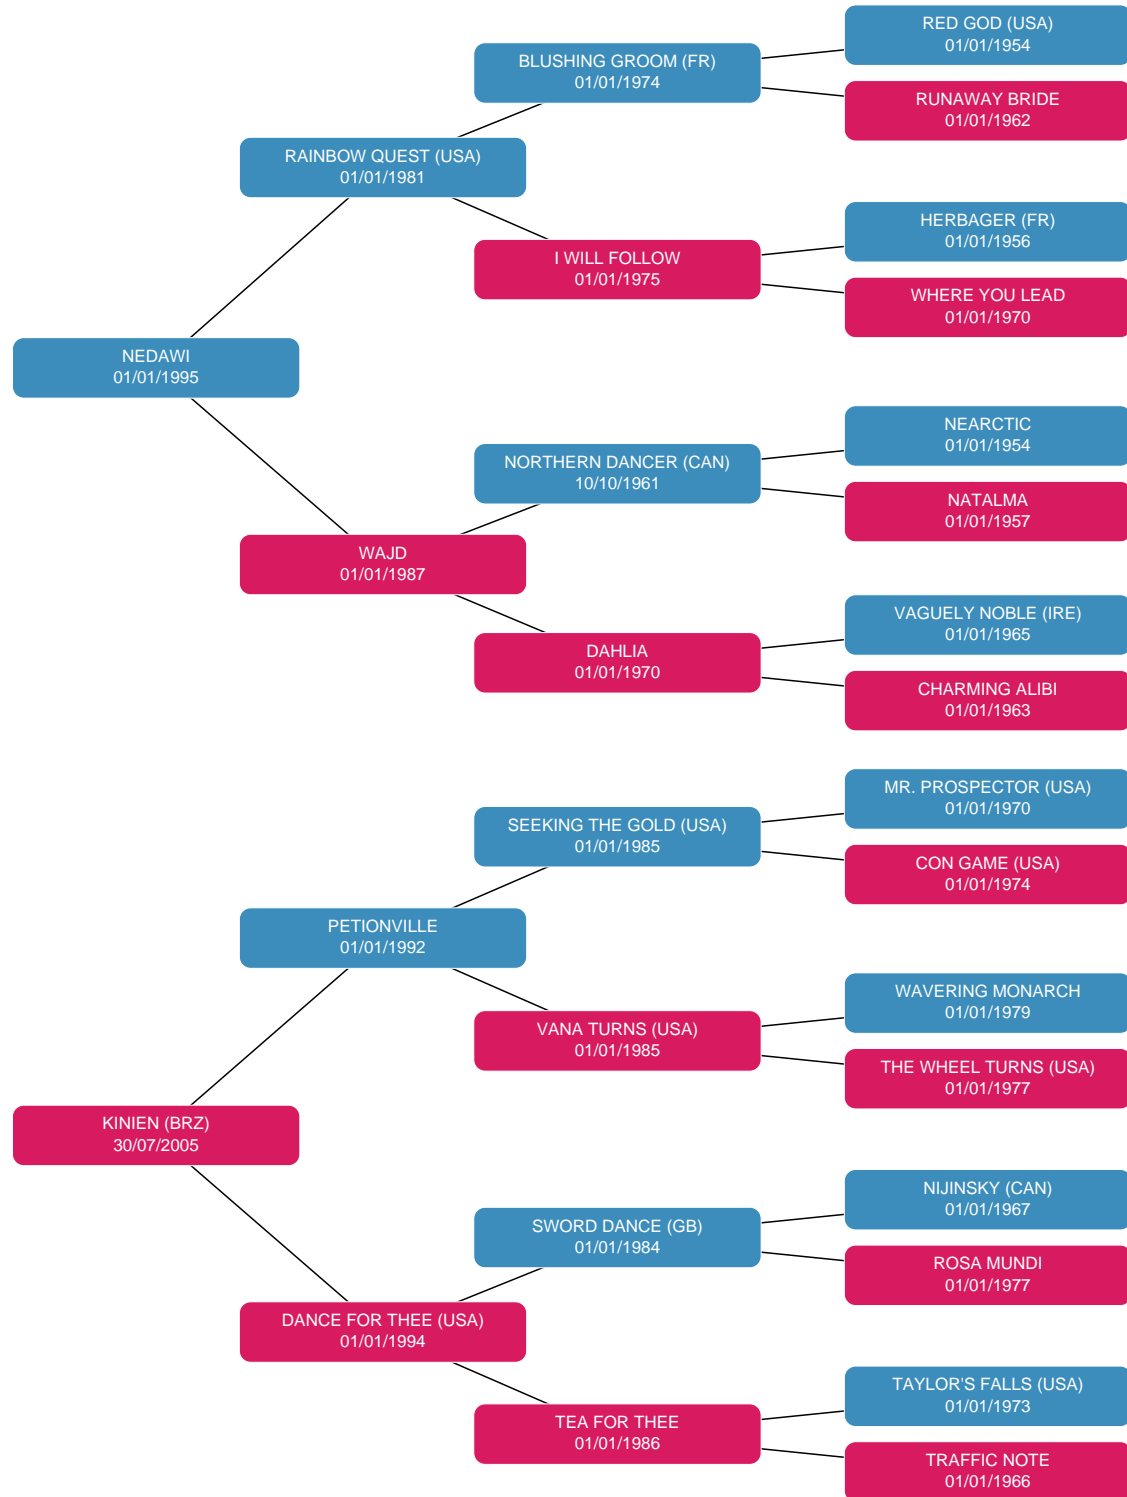 RED GOD (USA)
01/01/1954
BLUSHING GROOM (FR)
01/01/1974
RUNAWAY BRIDE
01/01/1962
RAINBOW QUEST (USA)
01/01/1981
HERBAGER (FR)
01/01/1956
I WILL FOLLOW
01/01/1975
WHERE YOU LEAD
01/01/1970
NEDAWI
01/01/1995
NEARCTIC
01/01/1954
NORTHERN DANCER (CAN)
10/10/1961
NATALMA
01/01/1957
WAJD
01/01/1987
VAGUELY NOBLE (IRE)
01/01/1965
DAHLIA
01/01/1970
CHARMING ALIBI
01/01/1963
MR. PROSPECTOR (USA)
01/01/1970
SEEKING THE GOLD (USA)
01/01/1985
CON GAME (USA)
01/01/1974
PETIONVILLE
01/01/1992
WAVERING MONARCH
01/01/1979
VANA TURNS (USA)
01/01/1985
THE WHEEL TURNS (USA)
01/01/1977
KINIEN (BRZ)
30/07/2005
NIJINSKY (CAN)
01/01/1967
SWORD DANCE (GB)
01/01/1984
ROSA MUNDI
01/01/1977
DANCE FOR THEE (USA)
01/01/1994
TAYLOR'S FALLS (USA)
01/01/1973
TEA FOR THEE
01/01/1986
TRAFFIC NOTE
01/01/1966